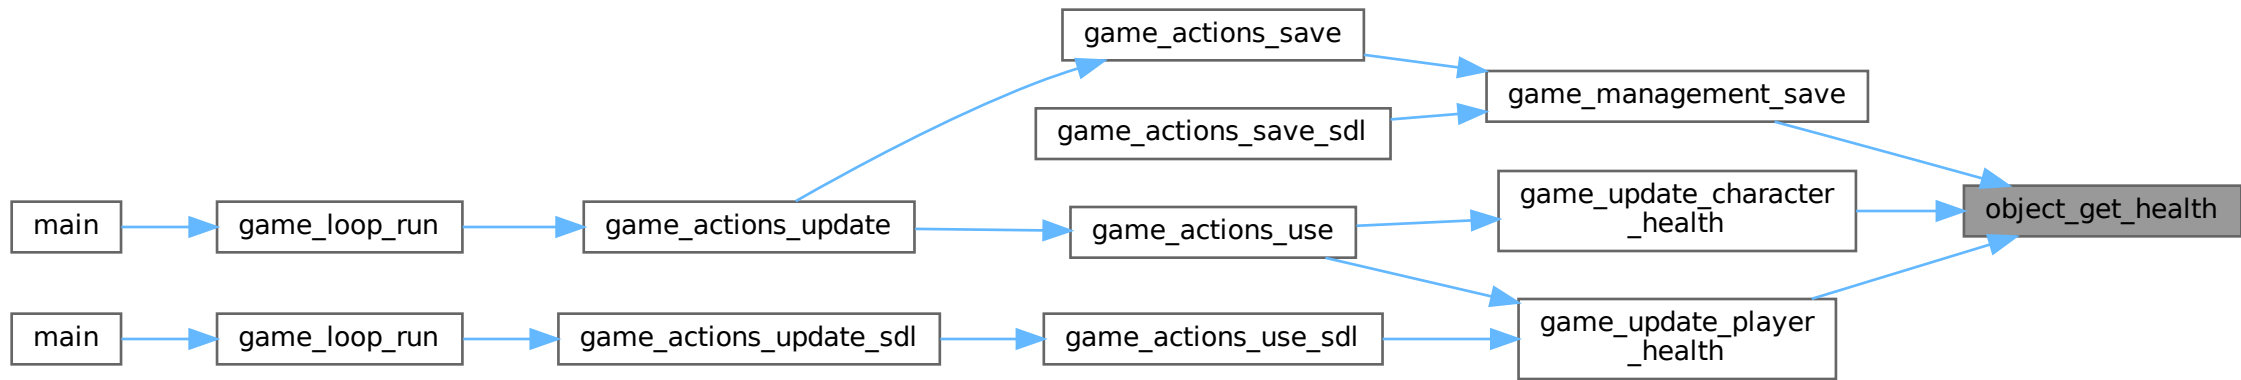 game_actions_save
game_management_save
game_actions_save_sdl
main
game_loop_run
game_actions_update
game_actions_use
game_update_character
_health
object_get_health
main
game_loop_run
game_actions_update_sdl
game_actions_use_sdl
game_update_player
_health